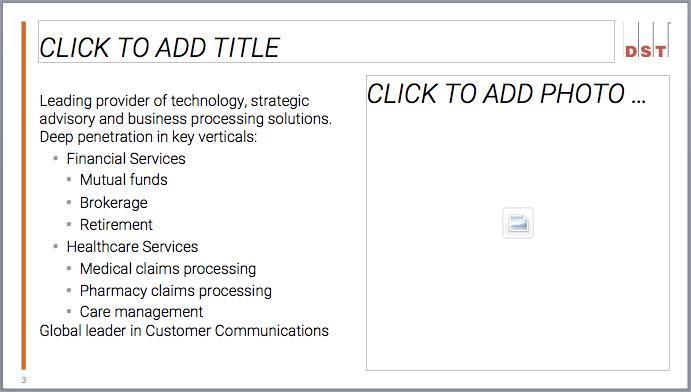 CLICK TO ADD TITLE
DST
Leading provider of technology, strategic
advisory and business processing solutions.
Deep penetration in key verticals:
• Financial Services
• Mutual funds
• Brokerage
• Retirement
• Healthcare Services
• Medical claims processing
• Pharmacy claims processing
• Care management
Global leader in Customer Communications
CLICK TO ADD PHOTO ...
3